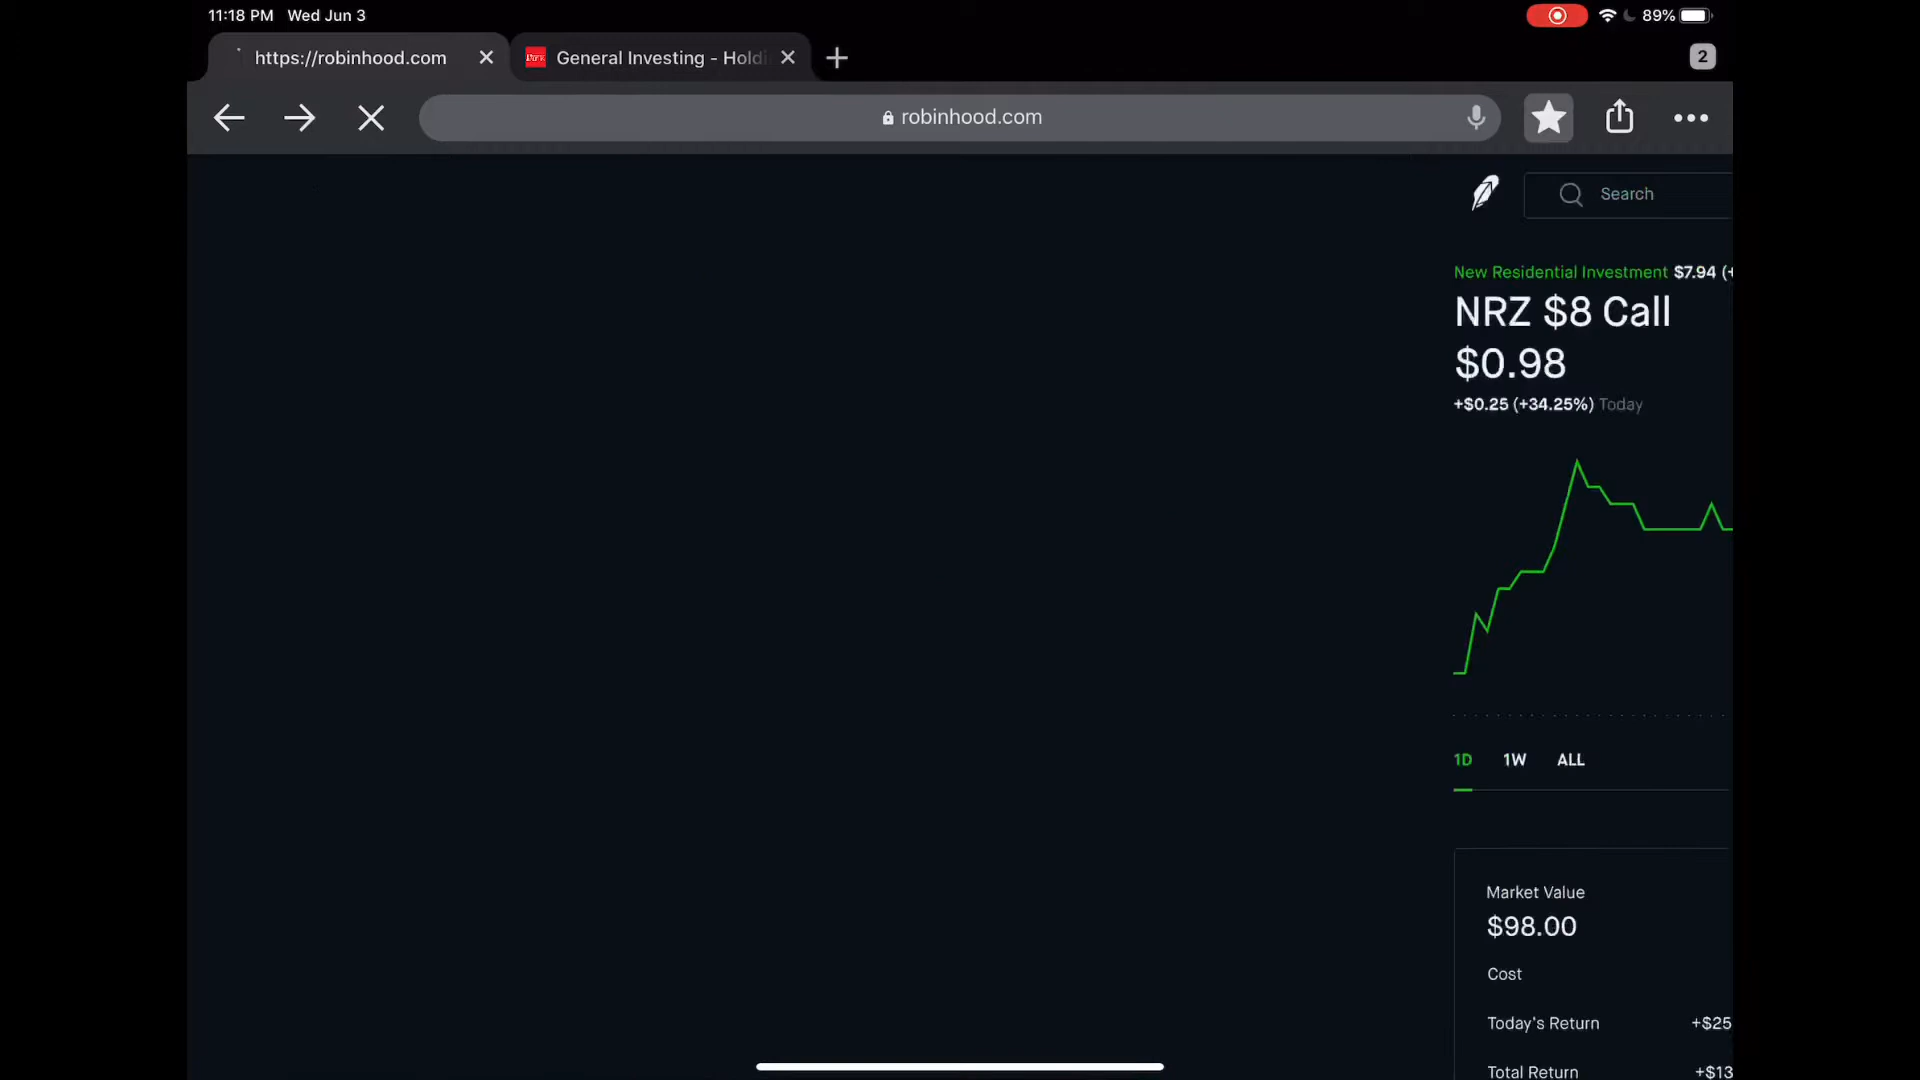 11:18 PM Wed Jun 3 89%
https://robinhood.com General Investing - Holdi 2
robinhood.com
Search
New Residential Investment $7.94 (+
NRZ $8 Call
$0.98
+$0.25 (+34.25%) Today
1D 1W ALL
Market Value
$98.00
Cost
Today's Return +$25
Total Return +$13